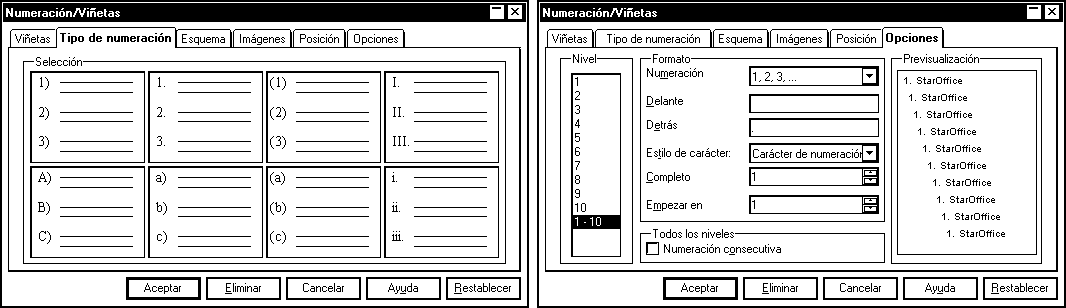 Numeración/Viñetas
Viñetas Tipo de numeración Esquema Imágenes Posición Opciones
Selección
1) 1. (1) I.
2) 2. (2) II.
3) 3. (3) III.
A) a) (a) i.
B) b) (b) ii.
C) c) (c) iii.
Aceptar Eliminar Cancelar Ayuda Restablecer
Numeración/Viñetas
Viñetas Tipo de numeración Esquema Imágenes Posición Opciones
Nivel
1
2
3
4
5
6
7
8
9
10
1 - 10
Formato
Numeración 1, 2, 3, ...
Delante
Detrás .
Estilo de carácter: Carácter de numeración
Completo 1
Empezar en 1
Todos los niveles
Numeración consecutiva
Previsualización
1. StarOffice
1. StarOffice
1. StarOffice
1. StarOffice
1. StarOffice
1. StarOffice
1. StarOffice
1. StarOffice
1. StarOffice
1. StarOffice
Aceptar Eliminar Cancelar Ayuda Restablecer